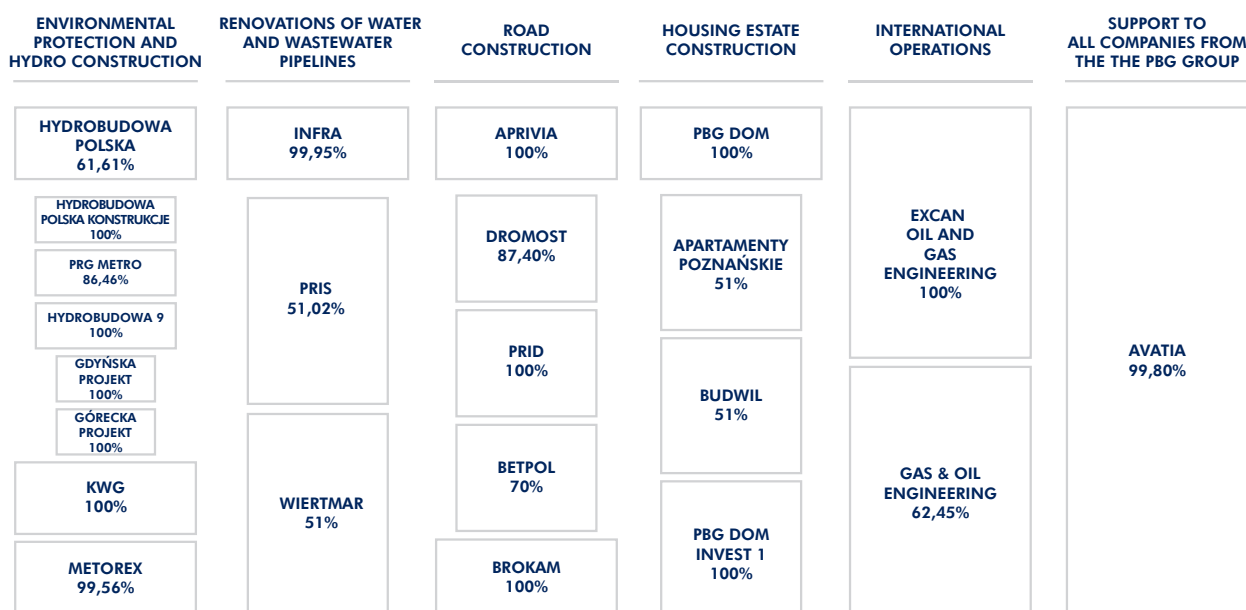 ENVIRONMENTAL
PROTECTION AND
HYDRO CONSTRUCTION
HYDROBUDOWA
POLSKA
61,61%
HYDROBUDOWA
POLSKA KONSTRUKCJE
100%
PRG METRO
86,46%
HYDROBUDOWA 9
100%
GDYŃSKA
PROJEKT
100%
GÓRECKA
PROJEKT
100%
KWG
100%
METOREX
99,56%
RENOVATIONS OF WATER
AND WASTEWATER
PIPELINES
INFRA
99,95%
PRIS
51,02%
WIERTMAR
51%
ROAD
CONSTRUCTION
APRIVIA
100%
DROMOST
87,40%
PRID
100%
BETPOL
70%
BROKAM
100%
HOUSING ESTATE
CONSTRUCTION
PBG DOM
100%
APARTAMENTY
POZNAŃSKIE
51%
BUDWIL
51%
PBG DOM
INVEST 1
100%
INTERNATIONAL
OPERATIONS
EXCAN
OIL AND
GAS
ENGINEERING
100%
GAS & OIL
ENGINEERING
62,45%
SUPPORT TO
ALL COMPANIES FROM
THE THE PBG GROUP
AVATIA
99,80%